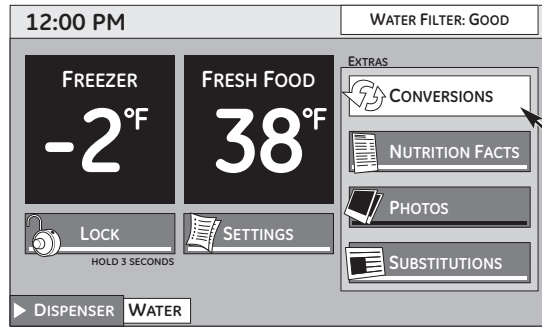 12:00 PM
WATER FILTER: GOOD
FREEZER
-2°F
FRESH FOOD
38°F
EXTRAS
CONVERSIONS
NUTRITION FACTS
PHOTOS
SUBSTITUTIONS
LOCK
HOLD 3 SECONDS
SETTINGS
DISPENSER WATER